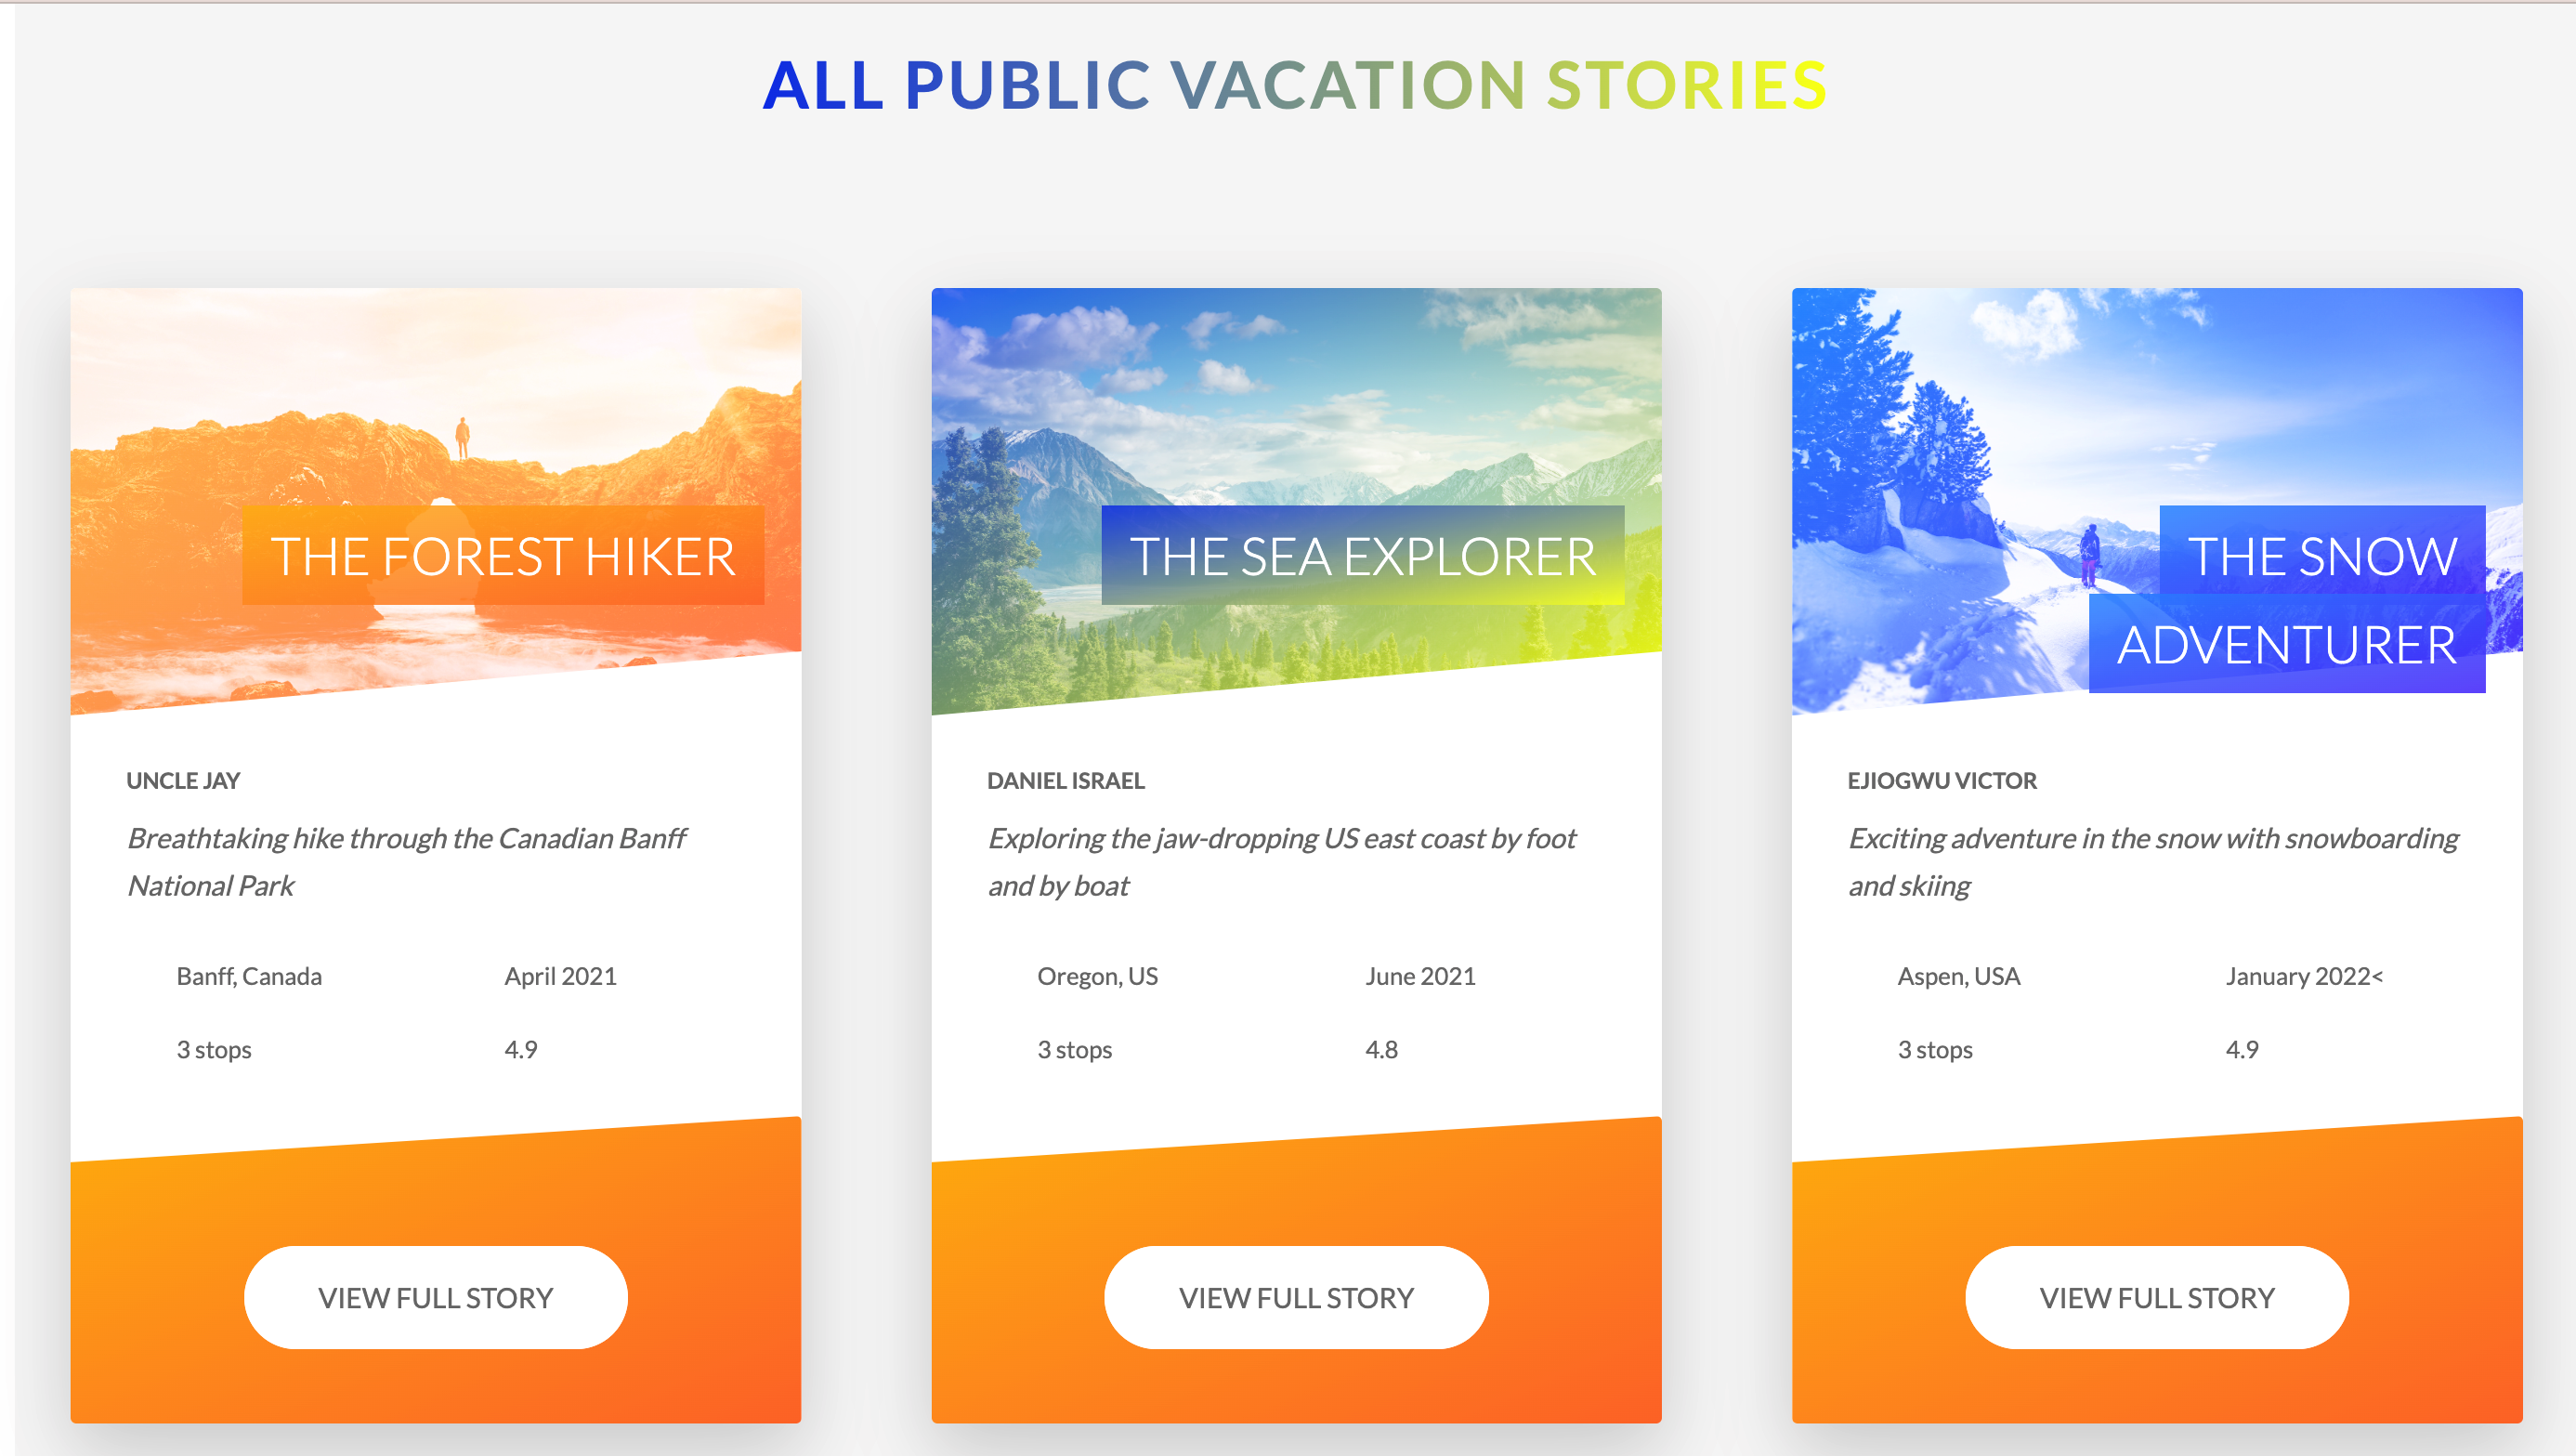 ALL PUBLIC VACATION STORIES
THE FOREST HIKER
UNCLE JAY
Breathtaking hike through the Canadian Banff
National Park
Banff, Canada
April 2021
3 stops
4.9
VIEW FULL STORY
THE SEA EXPLORER
DANIEL ISRAEL
Exploring the jaw-dropping US east coast by foot
and by boat
Oregon, US
June 2021
3 stops
4.8
VIEW FULL STORY
THE SNOW
ADVENTURER
EJIOGWU VICTOR
Exciting adventure in the snow with snowboarding
and skiing
Aspen, USA
January 2022<
3 stops
4.9
VIEW FULL STORY